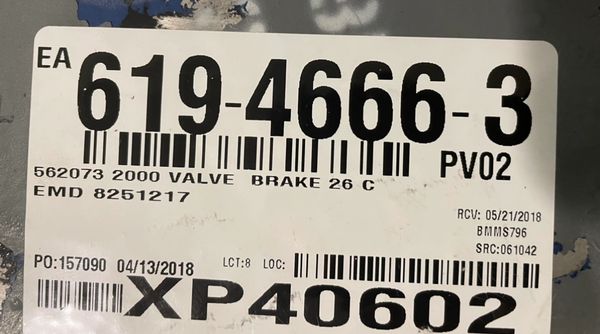 EA 619-4666-3
PV02
562073 2000 VALVE BRAKE 26 C
EMD 8251217
RCV: 05/21/2018
BMMS796
SRC:061042
PO:157090 04/13/2018 LCT:8 LOC:
XP40602